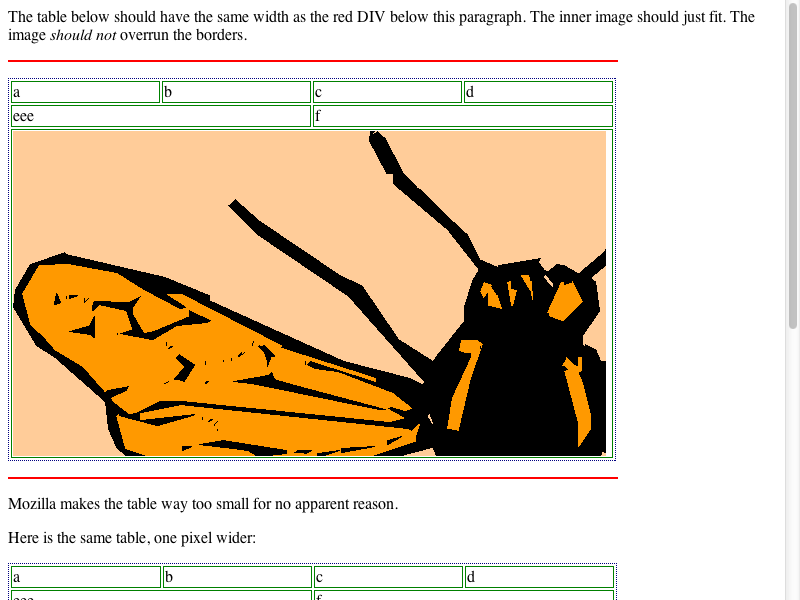 The table below should have the same width as the red DIV below this paragraph. The inner image should just fit. The
image should not overrun the borders.
a b c d
eee f
Mozilla makes the table way too small for no apparent reason.
Here is the same table, one pixel wider:
a b c d